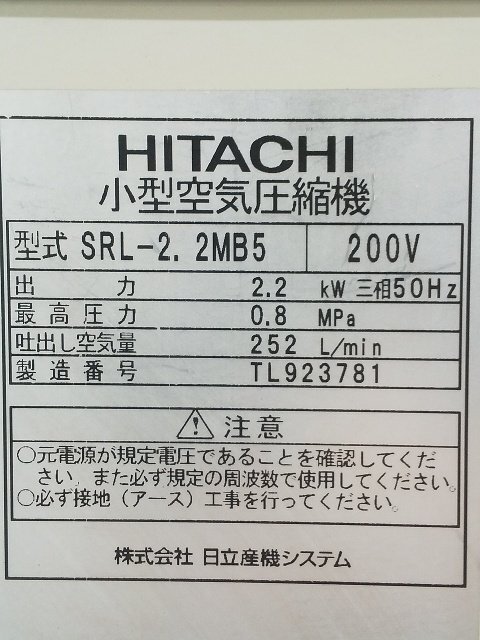 HITACHI
小型空気圧縮機
型式 SRL-2.2MB5 200V
出力 2.2 kW 三相50Hz
最高圧力 0.8 MPa
吐出し空気量 252 L/min
製造番号 TL923781
注意
○元電源が規定電圧であることを確認してくだ
さい。また必ず規定の周波数で使用してください。
○必ず接地（アース）工事を行ってください。
株式会社 日立産機システム